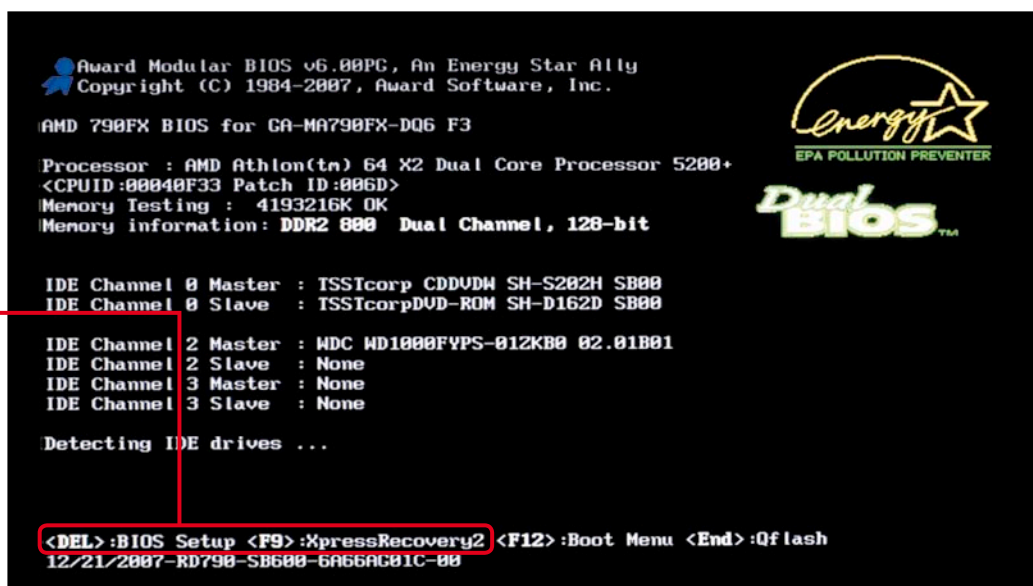 Award Modular BIOS v6.00PG, An Energy Star Ally
Copyright (C) 1984-2007, Award Software, Inc.
energy
EPA POLLUTION PREVENTER
AMD 790FX BIOS for GA-MA790FX-DQ6 F3
Processor : AMD Athlon(tm) 64 X2 Dual Core Processor 5200+
<CPUID:00040F33 Patch ID:006D>
Memory Testing : 4193216K OK
Memory information: DDR2 800 Dual Channel, 128-bit
Dual
BIOS TM
IDE Channel 0 Master : TSSTcorp CDDVDW SH-S202H SB00
IDE Channel 0 Slave : TSSTcorpDVD-ROM SH-D162D SB00
IDE Channel 2 Master : WDC WD1000FYPS-01ZKB0 02.01B01
IDE Channel 2 Slave : None
IDE Channel 3 Master : None
IDE Channel 3 Slave : None
Detecting IDE drives ...
<DEL>:BIOS Setup <F9>:XpressRecovery2 <F12>:Boot Menu <End>:Qflash
12/21/2007-RD790-SB600-6A66AG01C-00